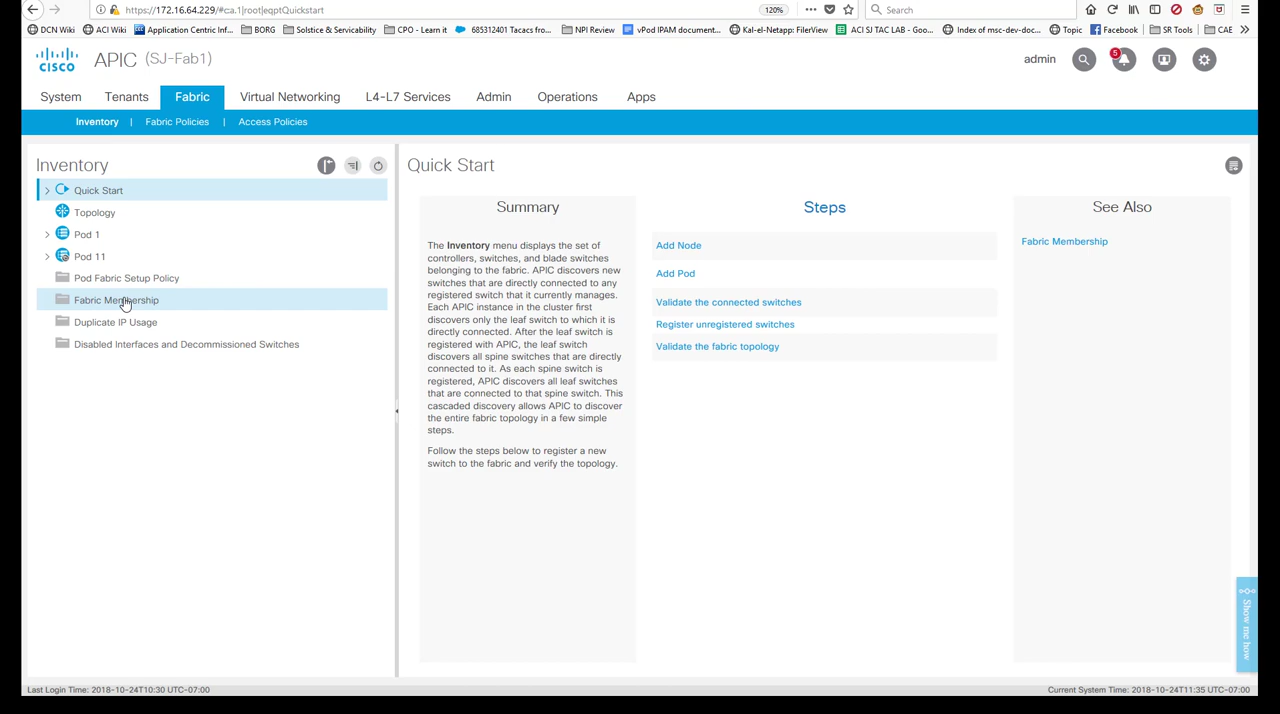 https://172.16.64.229/#ca.1|root|eqptQuickstart
120%
Search
DCN Wiki
ACI Wiki
Application Centric Inf...
BORG
Solstice & Servicability
CPO - Learn it
685312401 Tacacs fro...
NPI Review
vPod IPAM document...
Kal-el-Netapp: FilerView
ACI SJ TAC LAB - Goo...
Index of msc-dev-doc...
Topic
Facebook
SR Tools
CAE
CISCO
APIC (SJ-Fab1)
admin
5
System
Tenants
Fabric
Virtual Networking
L4-L7 Services
Admin
Operations
Apps
Inventory | Fabric Policies | Access Policies
Inventory
Quick Start
Topology
Pod 1
Pod 11
Pod Fabric Setup Policy
Fabric Membership
Duplicate IP Usage
Disabled Interfaces and Decommissioned Switches
Quick Start
Summary
The Inventory menu displays the set of
controllers, switches, and blade switches
belonging to the fabric. APIC discovers new
switches that are directly connected to any
registered switch that it currently manages.
Each APIC instance in the cluster first
discovers only the leaf switch to which it is
directly connected. After the leaf switch is
registered with APIC, the leaf switch
discovers all spine switches that are directly
connected to it. As each spine switch is
registered, APIC discovers all leaf switches
that are connected to that spine switch. This
cascaded discovery allows APIC to discover
the entire fabric topology in a few simple
steps.
Follow the steps below to register a new
switch to the fabric and verify the topology.
Steps
Add Node
Add Pod
Validate the connected switches
Register unregistered switches
Validate the fabric topology
See Also
Fabric Membership
Show me how
Last Login Time: 2018-10-24T10:30 UTC-07:00
Current System Time: 2018-10-24T11:35 UTC-07:00